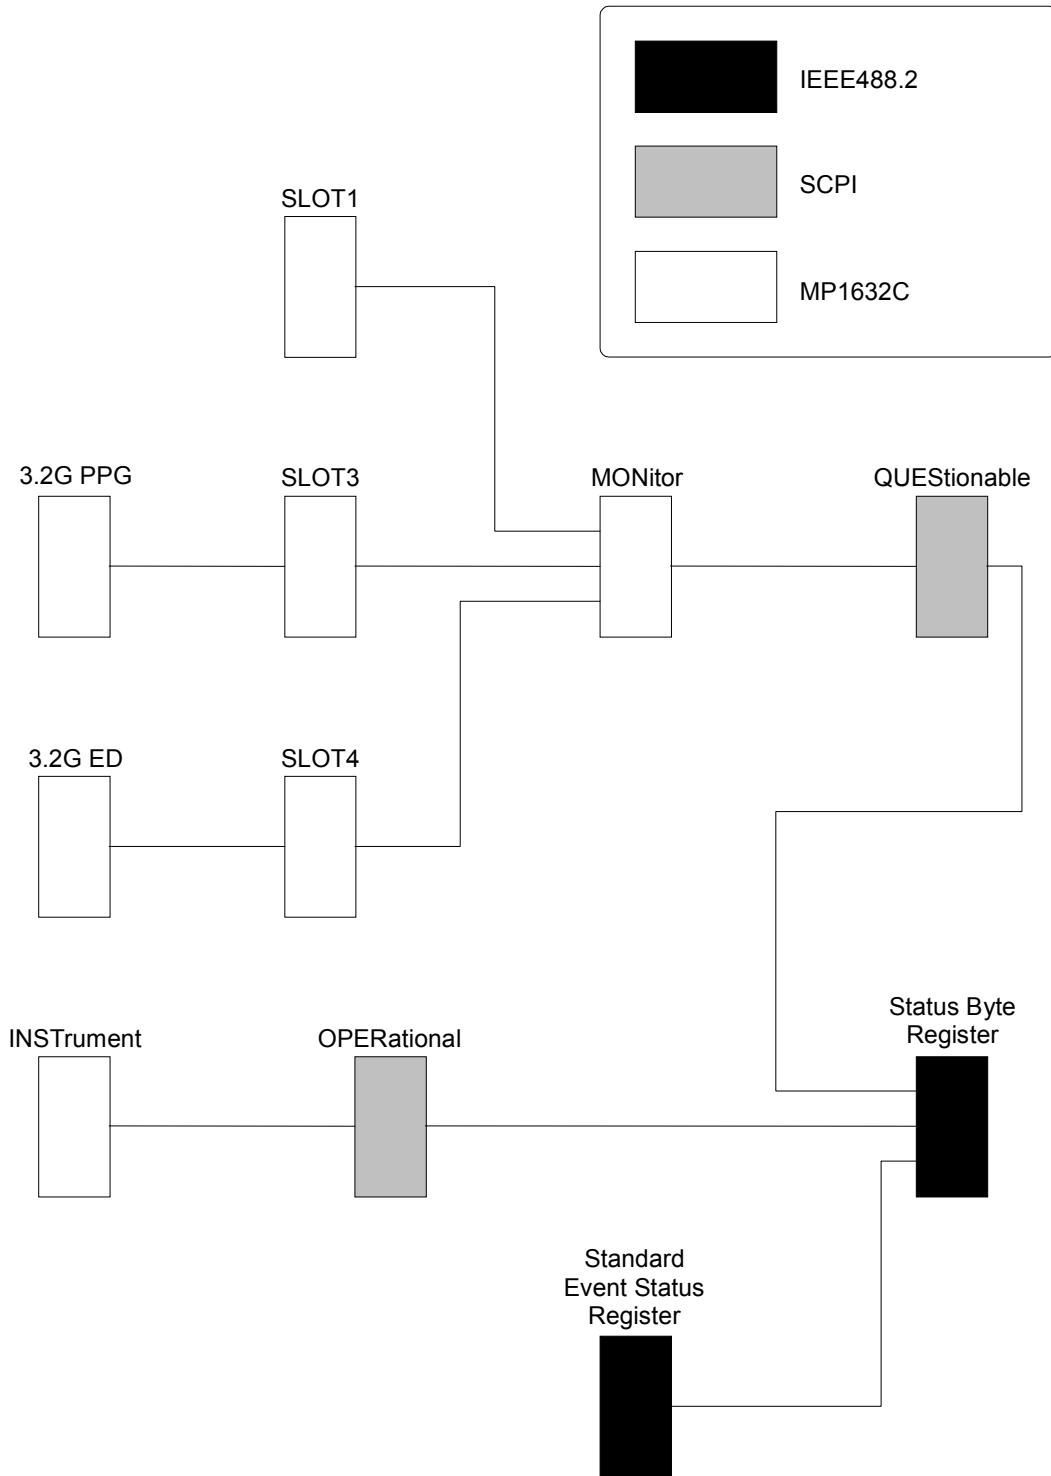 IEEE488.2
SCPI
MP1632C
SLOT1
3.2G PPG
SLOT3
MONitor
QUEStionable
3.2G ED
SLOT4
INSTrument
OPERational
Status Byte
Register
Standard
Event Status
Register